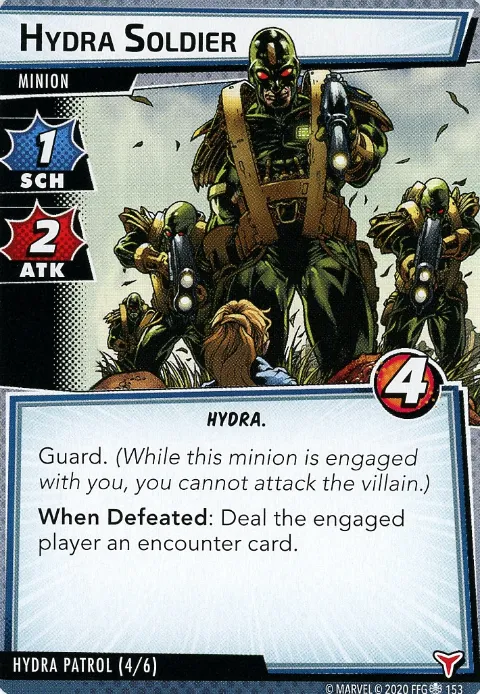 HYDRA SOLDIER
MINION
1
SCH
2
ATK
4
HYDRA.
Guard. (While this minion is engaged
with you, you cannot attack the villain.)
When Defeated: Deal the engaged
player an encounter card.
HYDRA PATROL (4/6)
© MARVEL © 2020 FFG 153